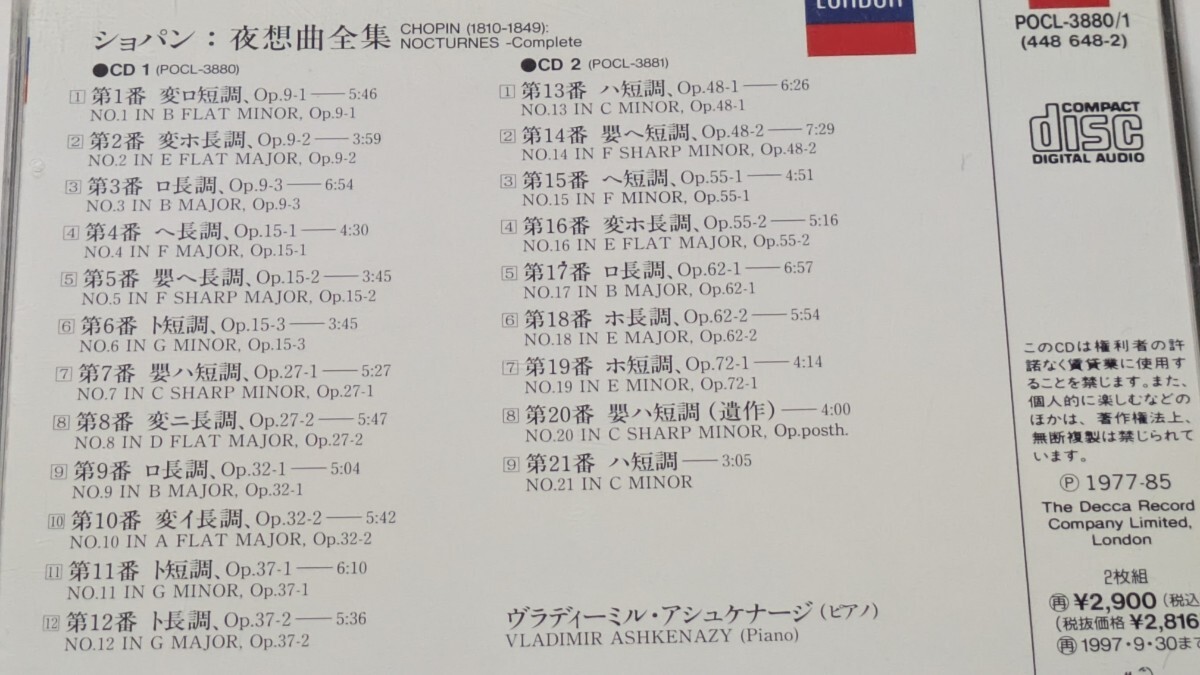 ショパン：夜想曲全集
CHOPIN (1810-1849):
NOCTURNES -Complete
●CD 1 (POCL-3880)
1 第1番 変ロ短調、Op.9-1――5:46
NO.1 IN B FLAT MINOR, Op.9-1
2 第2番 変ホ長調、Op.9-2――3:59
NO.2 IN E FLAT MAJOR, Op.9-2
3 第3番 ロ長調、Op.9-3――6:54
NO.3 IN B MAJOR, Op.9-3
4 第4番 ヘ長調、Op.15-1――4:30
NO.4 IN F MAJOR, Op.15-1
5 第5番 嬰ヘ長調、Op.15-2――3:45
NO.5 IN F SHARP MAJOR, Op.15-2
6 第6番 ト短調、Op.15-3――3:45
NO.6 IN G MINOR, Op.15-3
7 第7番 嬰ハ短調、Op.27-1――5:27
NO.7 IN C SHARP MINOR, Op.27-1
8 第8番 変ニ長調、Op.27-2――5:47
NO.8 IN D FLAT MAJOR, Op.27-2
9 第9番 ロ長調、Op.32-1――5:04
NO.9 IN B MAJOR, Op.32-1
10 第10番 変イ長調、Op.32-2――5:42
NO.10 IN A FLAT MAJOR, Op.32-2
11 第11番 ト短調、Op.37-1――6:10
NO.11 IN G MINOR, Op.37-1
12 第12番 ト長調、Op.37-2――5:36
NO.12 IN G MAJOR, Op.37-2
●CD 2 (POCL-3881)
1 第13番 ハ短調、Op.48-1――6:26
NO.13 IN C MINOR, Op.48-1
2 第14番 嬰ヘ短調、Op.48-2――7:29
NO.14 IN F SHARP MINOR, Op.48-2
3 第15番 ヘ短調、Op.55-1――4:51
NO.15 IN F MINOR, Op.55-1
4 第16番 変ホ長調、Op.55-2――5:16
NO.16 IN E FLAT MAJOR, Op.55-2
5 第17番 ロ長調、Op.62-1――6:57
NO.17 IN B MAJOR, Op.62-1
6 第18番 ホ長調、Op.62-2――5:54
NO.18 IN E MAJOR, Op.62-2
7 第19番 ホ短調、Op.72-1――4:14
NO.19 IN E MINOR, Op.72-1
8 第20番 嬰ハ短調（遺作）――4:00
NO.20 IN C SHARP MINOR, Op.posth.
9 第21番 ハ短調――3:05
NO.21 IN C MINOR
ヴラディーミル・アシュケナージ（ピアノ）
VLADIMIR ASHKENAZY (Piano)
LONDON
POCL-3880/1
(448 648-2)
COMPACT
disc
DIGITAL AUDIO
このCDは権利者の許
諾なく賃貸業に使用す
ることを禁じます。また、
個人的に楽しむなどの
ほかは、著作権法上、
無断複製は禁じられて
います。
Ⓟ 1977-85
The Decca Record
Company Limited,
London
2枚組
再 ¥2,900 (税込
(税抜価格 ¥2,816
再 1997・9・30まで